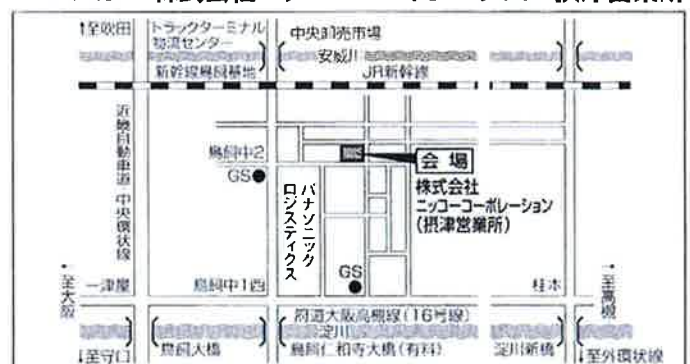 ↑至吹田
トラックターミナル
物流センター
中央卸売市場
安威川
新幹線鳥飼基地
JR新幹線
近畿自動車道・中央環状線
鳥飼中2
GS
会場
株式会社
ニッコーコーポレーション
(摂津営業所)
パナソニック
ロジスティクス
GS
↑至大阪
一津屋
鳥飼中1西
桂本
↑至高槻
府道大阪高槻線(16号線)
淀川
↓至守口
鳥飼大橋
鳥飼仁和寺大橋(有料)
淀川新橋
↓至外環状線